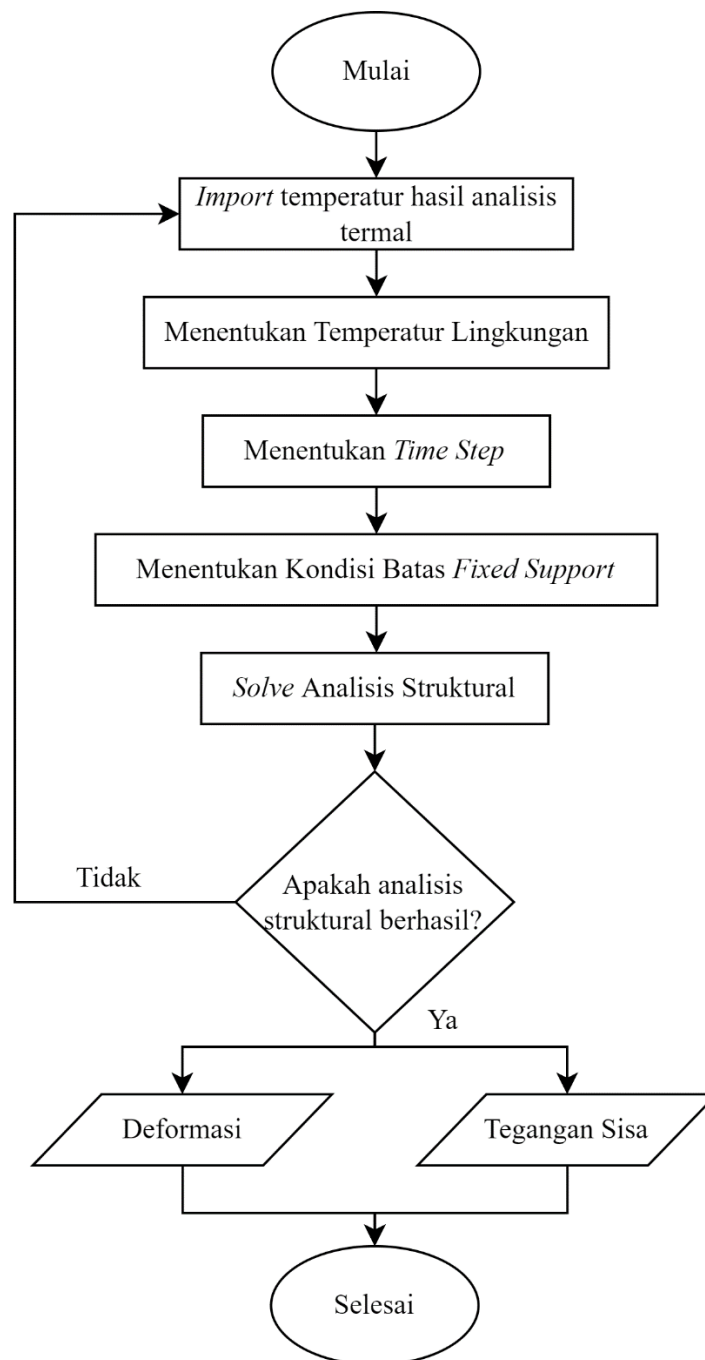 Mulai
Import temperatur hasil analisis
termal
Menentukan Temperatur Lingkungan
Menentukan Time Step
Menentukan Kondisi Batas Fixed Support
Solve Analisis Struktural
Apakah analisis
struktural berhasil?
Tidak
Ya
Deformasi
Tegangan Sisa
Selesai